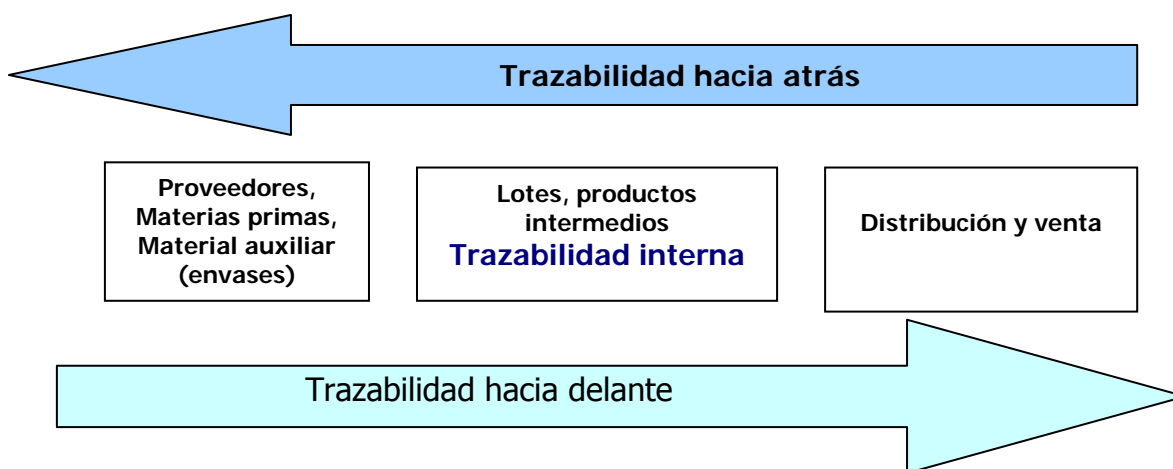 Trazabilidad hacia atrás
Proveedores,
Materias primas,
Material auxiliar
(envases)
Lotes, productos
intermedios
Trazabilidad interna
Distribución y venta
Trazabilidad hacia delante